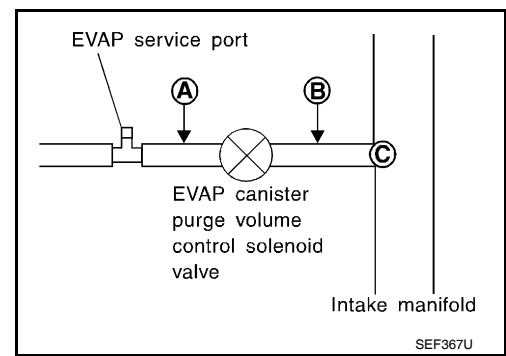 EVAP service port
A
B
C
EVAP canister
purge volume
control solenoid
valve
Intake manifold
SEF367U